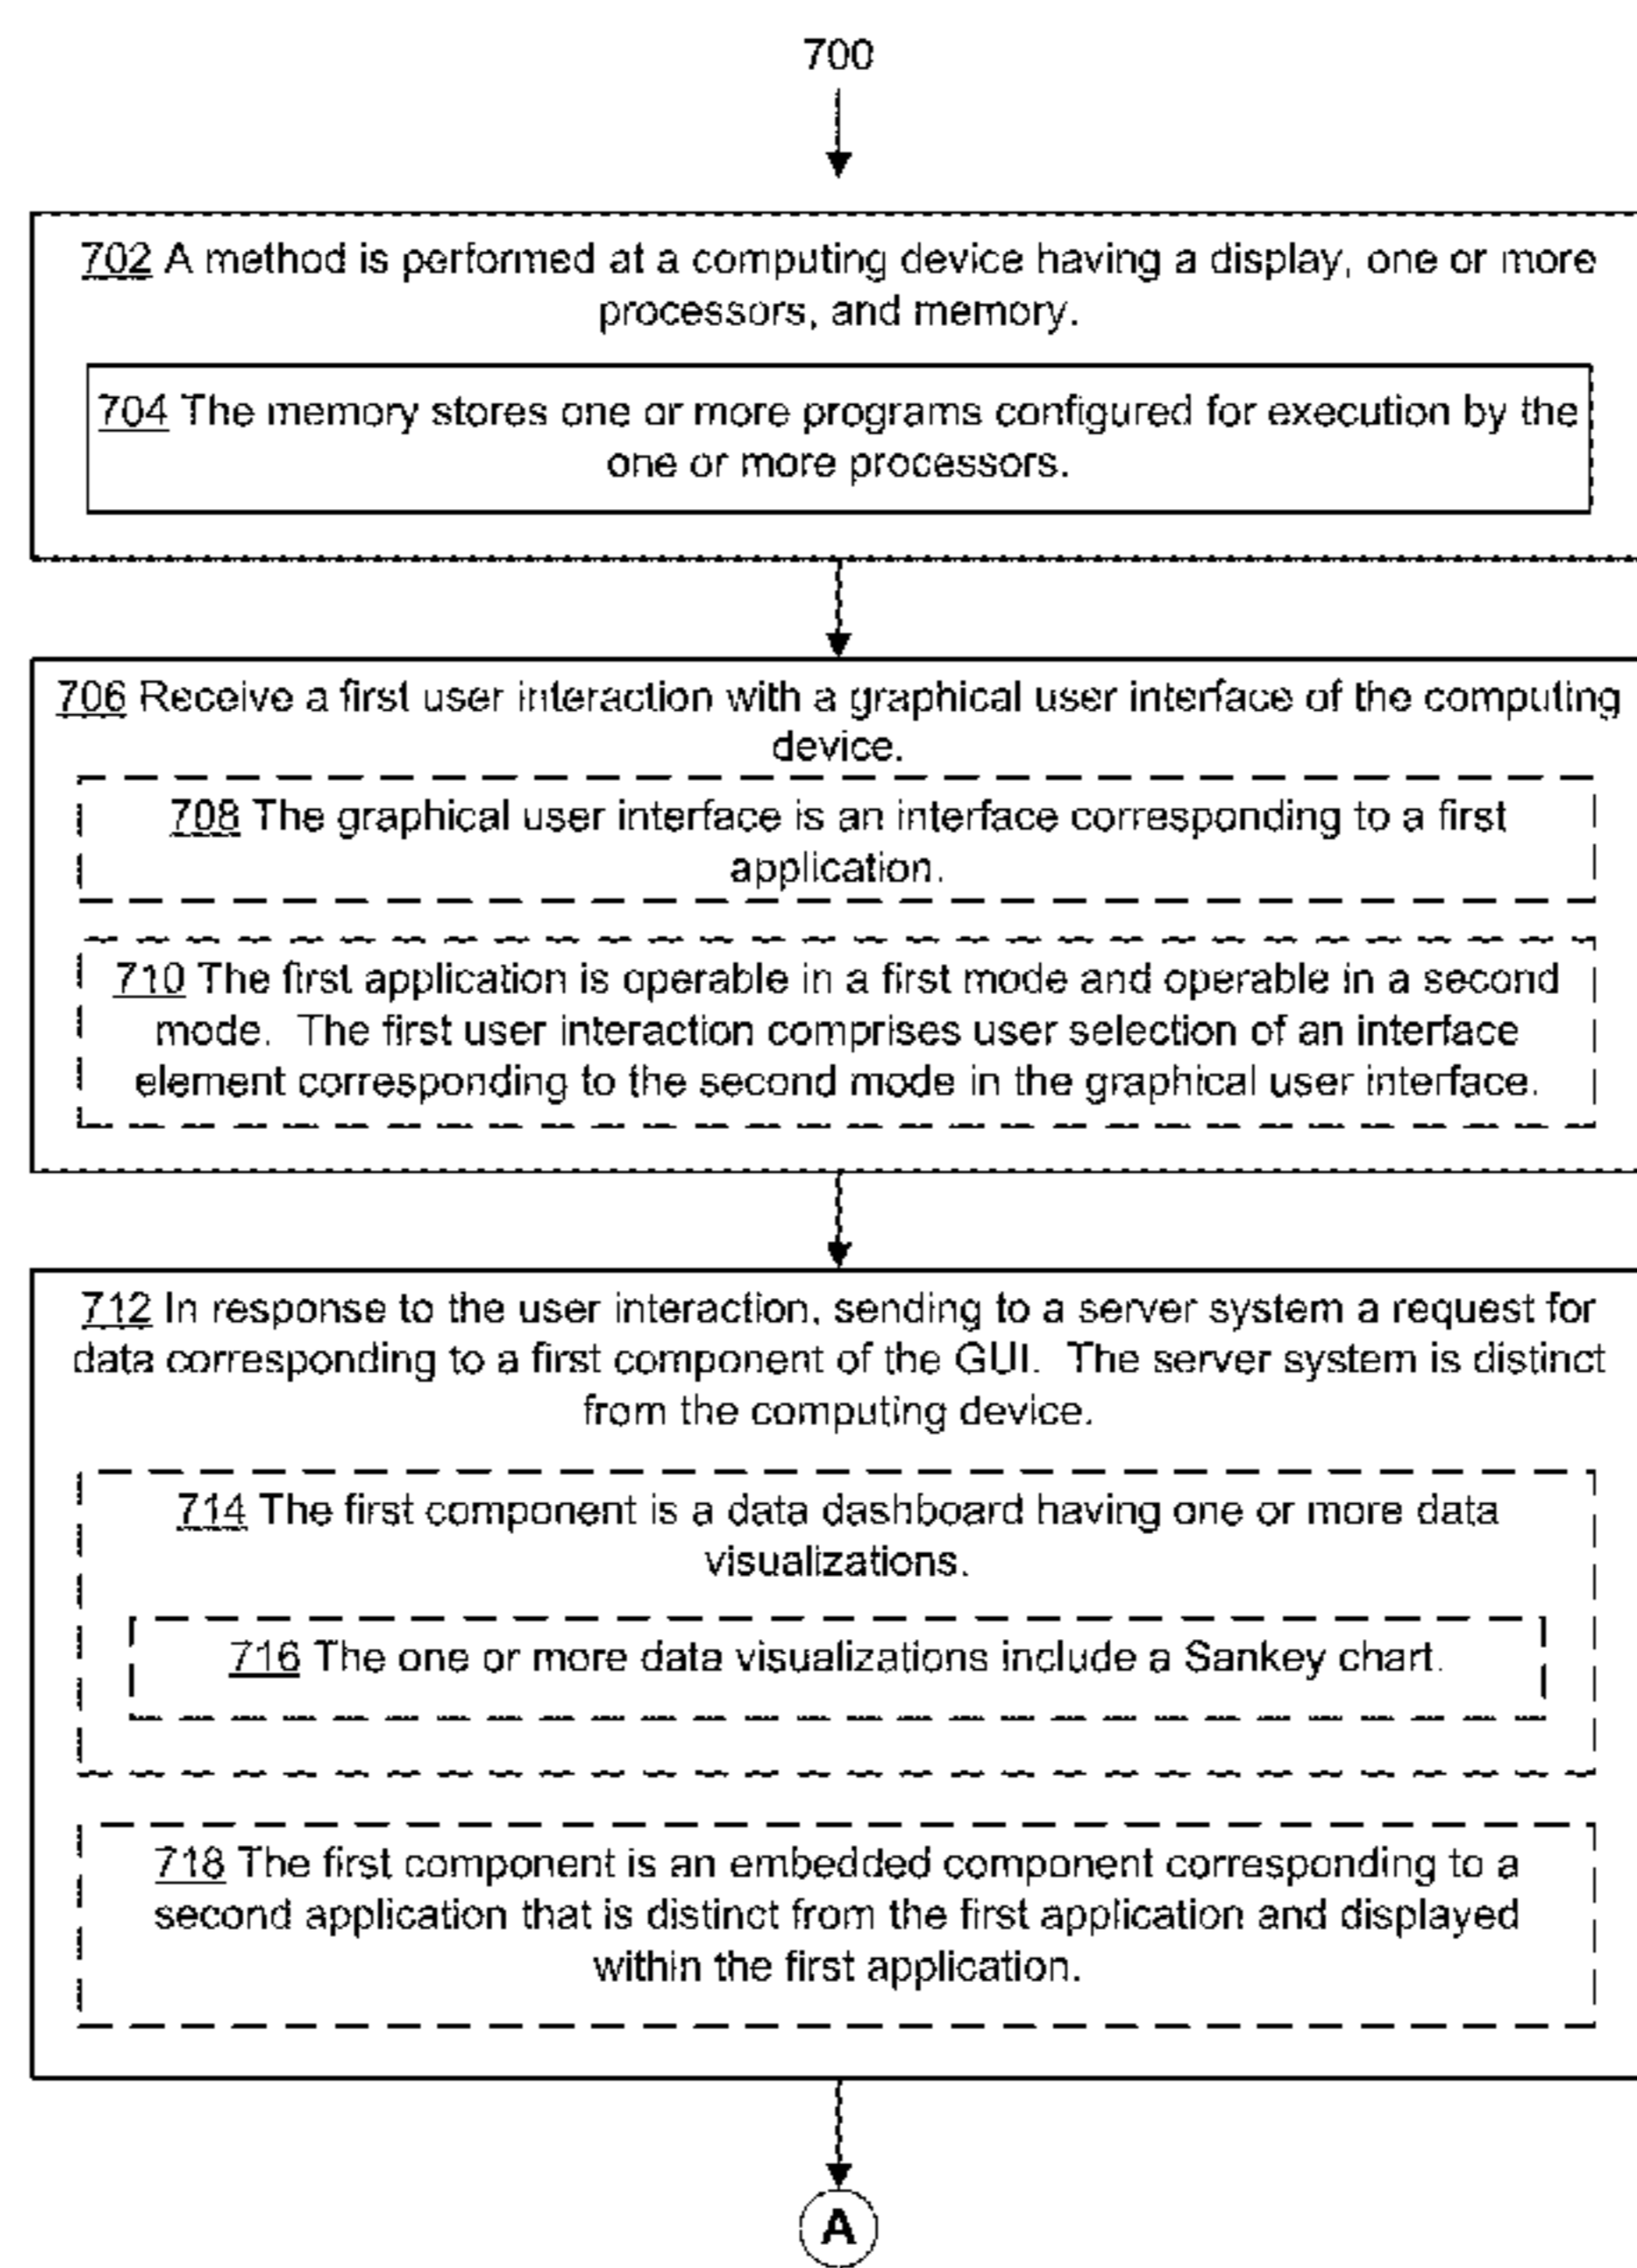 700
702 A method is performed at a computing device having a display, one or more
processors, and memory.
704 The memory stores one or more programs configured for execution by the
one or more processors.
706 Receive a first user interaction with a graphical user interface of the computing
device.
708 The graphical user interface is an interface corresponding to a first
application.
710 The first application is operable in a first mode and operable in a second
mode.  The first user interaction comprises user selection of an interface
element corresponding to the second mode in the graphical user interface.
712 In response to the user interaction, sending to a server system a request for
data corresponding to a first component of the GUI.  The server system is distinct
from the computing device.
714 The first component is a data dashboard having one or more data
visualizations.
716 The one or more data visualizations include a Sankey chart.
718 The first component is an embedded component corresponding to a
second application that is distinct from the first application and displayed
within the first application.
A